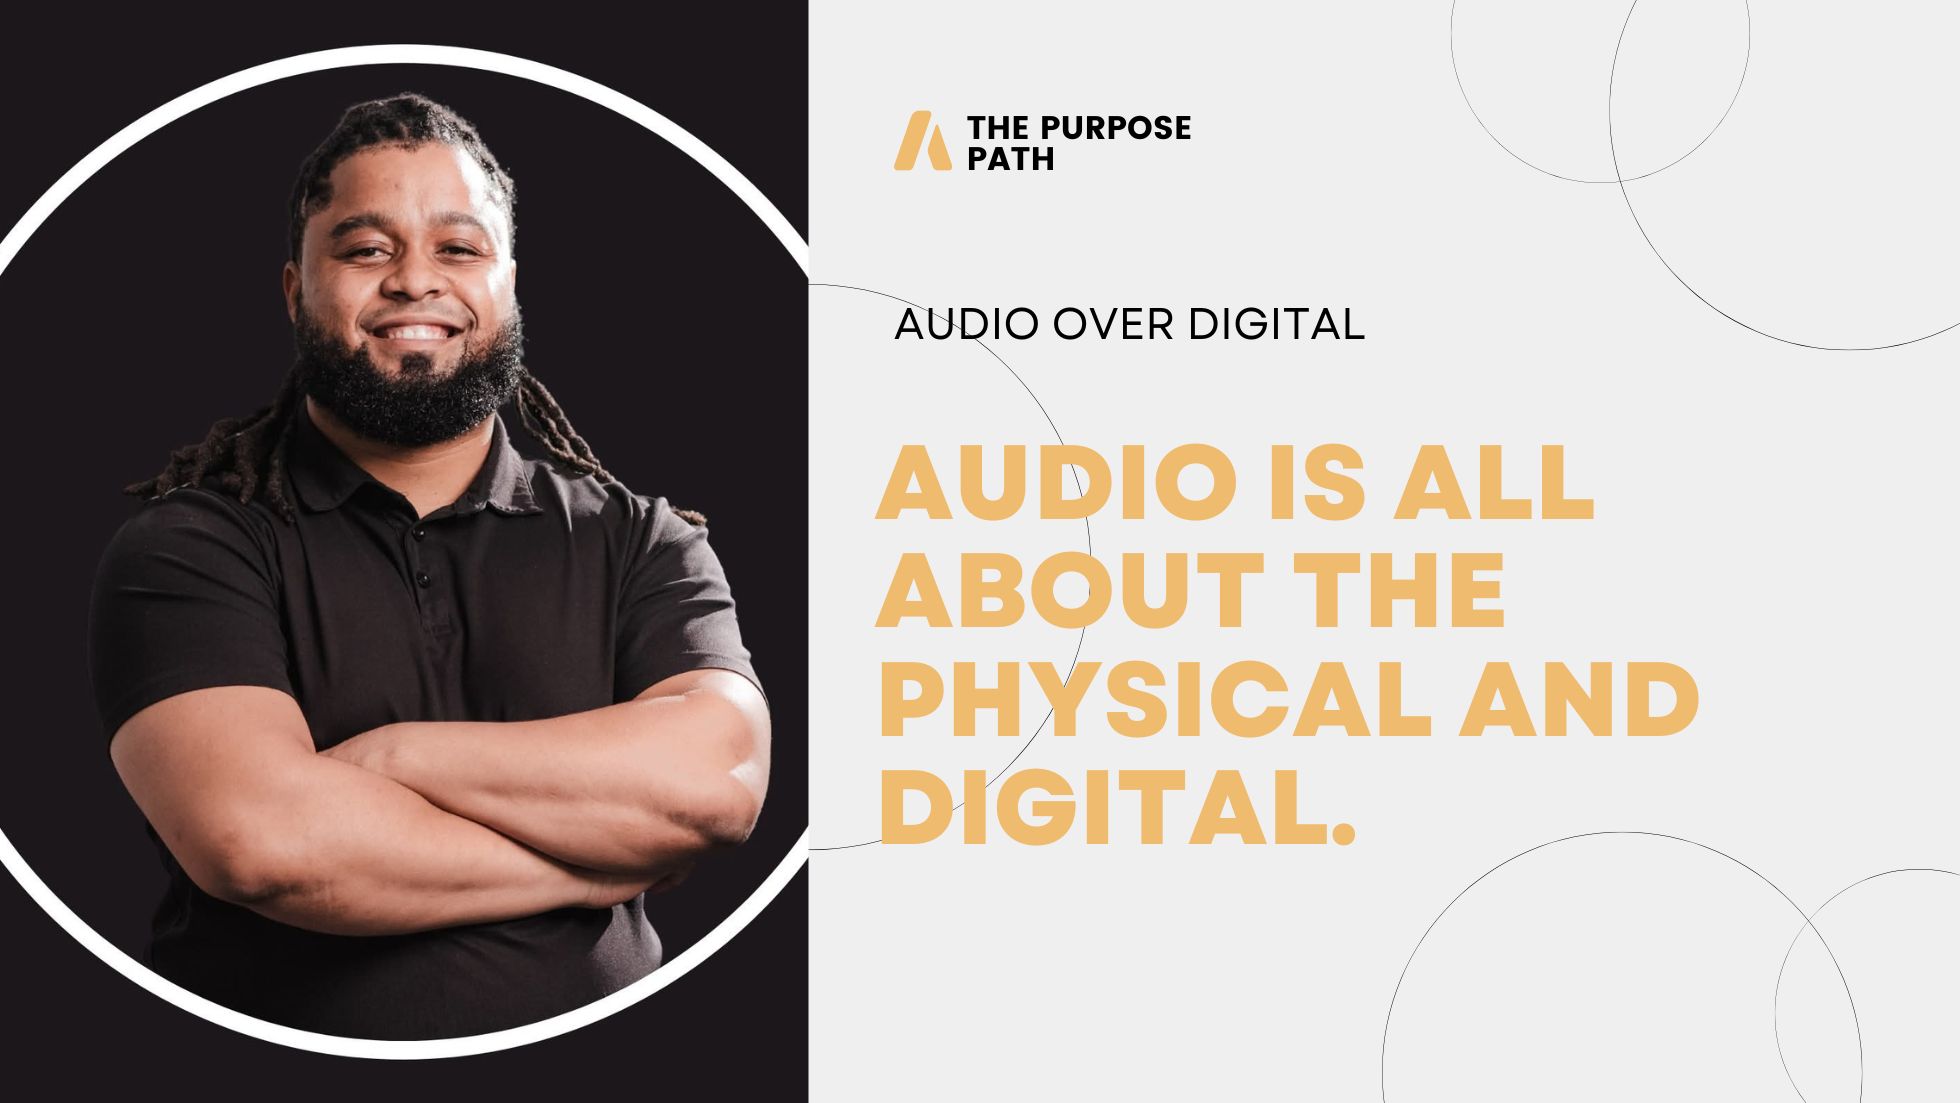 THE PURPOSE
PATH
AUDIO OVER DIGITAL
AUDIO IS ALL
ABOUT THE
PHYSICAL AND
DIGITAL.